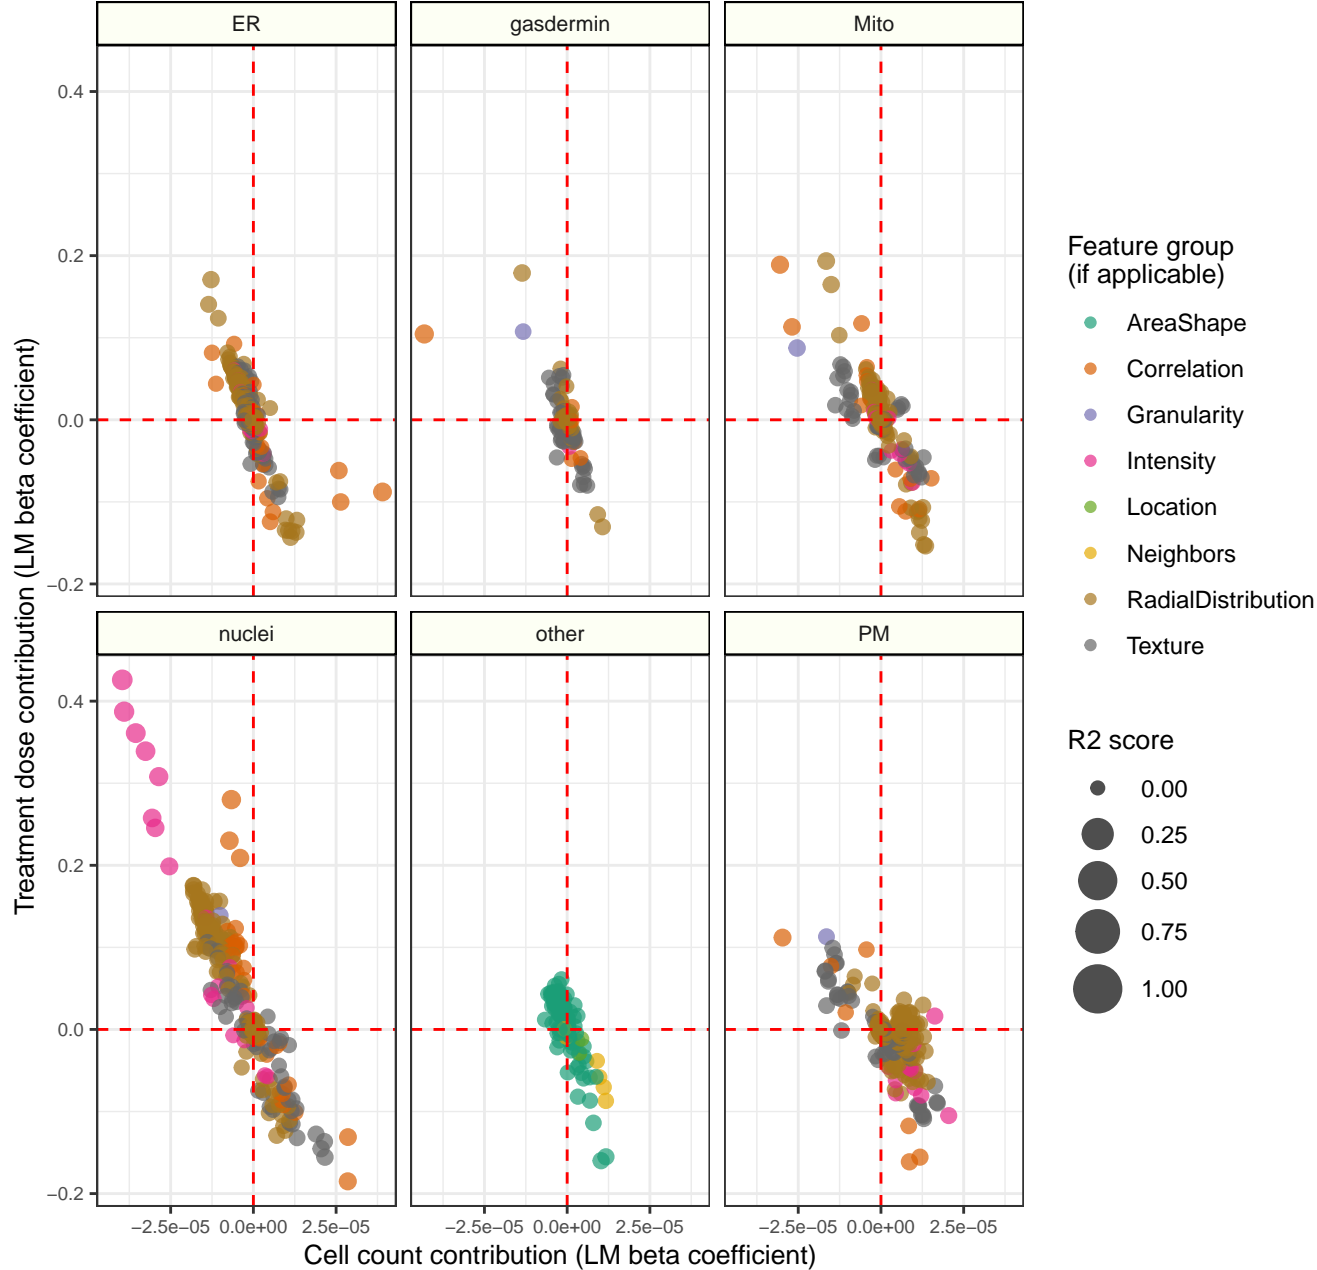 ER
gasdermin
Mito
0.4
0.2
0.0
−0.2
nuclei
other
PM
0.4
0.2
0.0
−0.2
−2.5e−05 0.0e+00 2.5e−05
−2.5e−05 0.0e+00 2.5e−05
−2.5e−05 0.0e+00 2.5e−05
Cell count contribution (LM beta coefficient)
Treatment dose contribution (LM beta coefficient)
Feature group
(if applicable)
AreaShape
Correlation
Granularity
Intensity
Location
Neighbors
RadialDistribution
Texture
R2 score
0.00
0.25
0.50
0.75
1.00